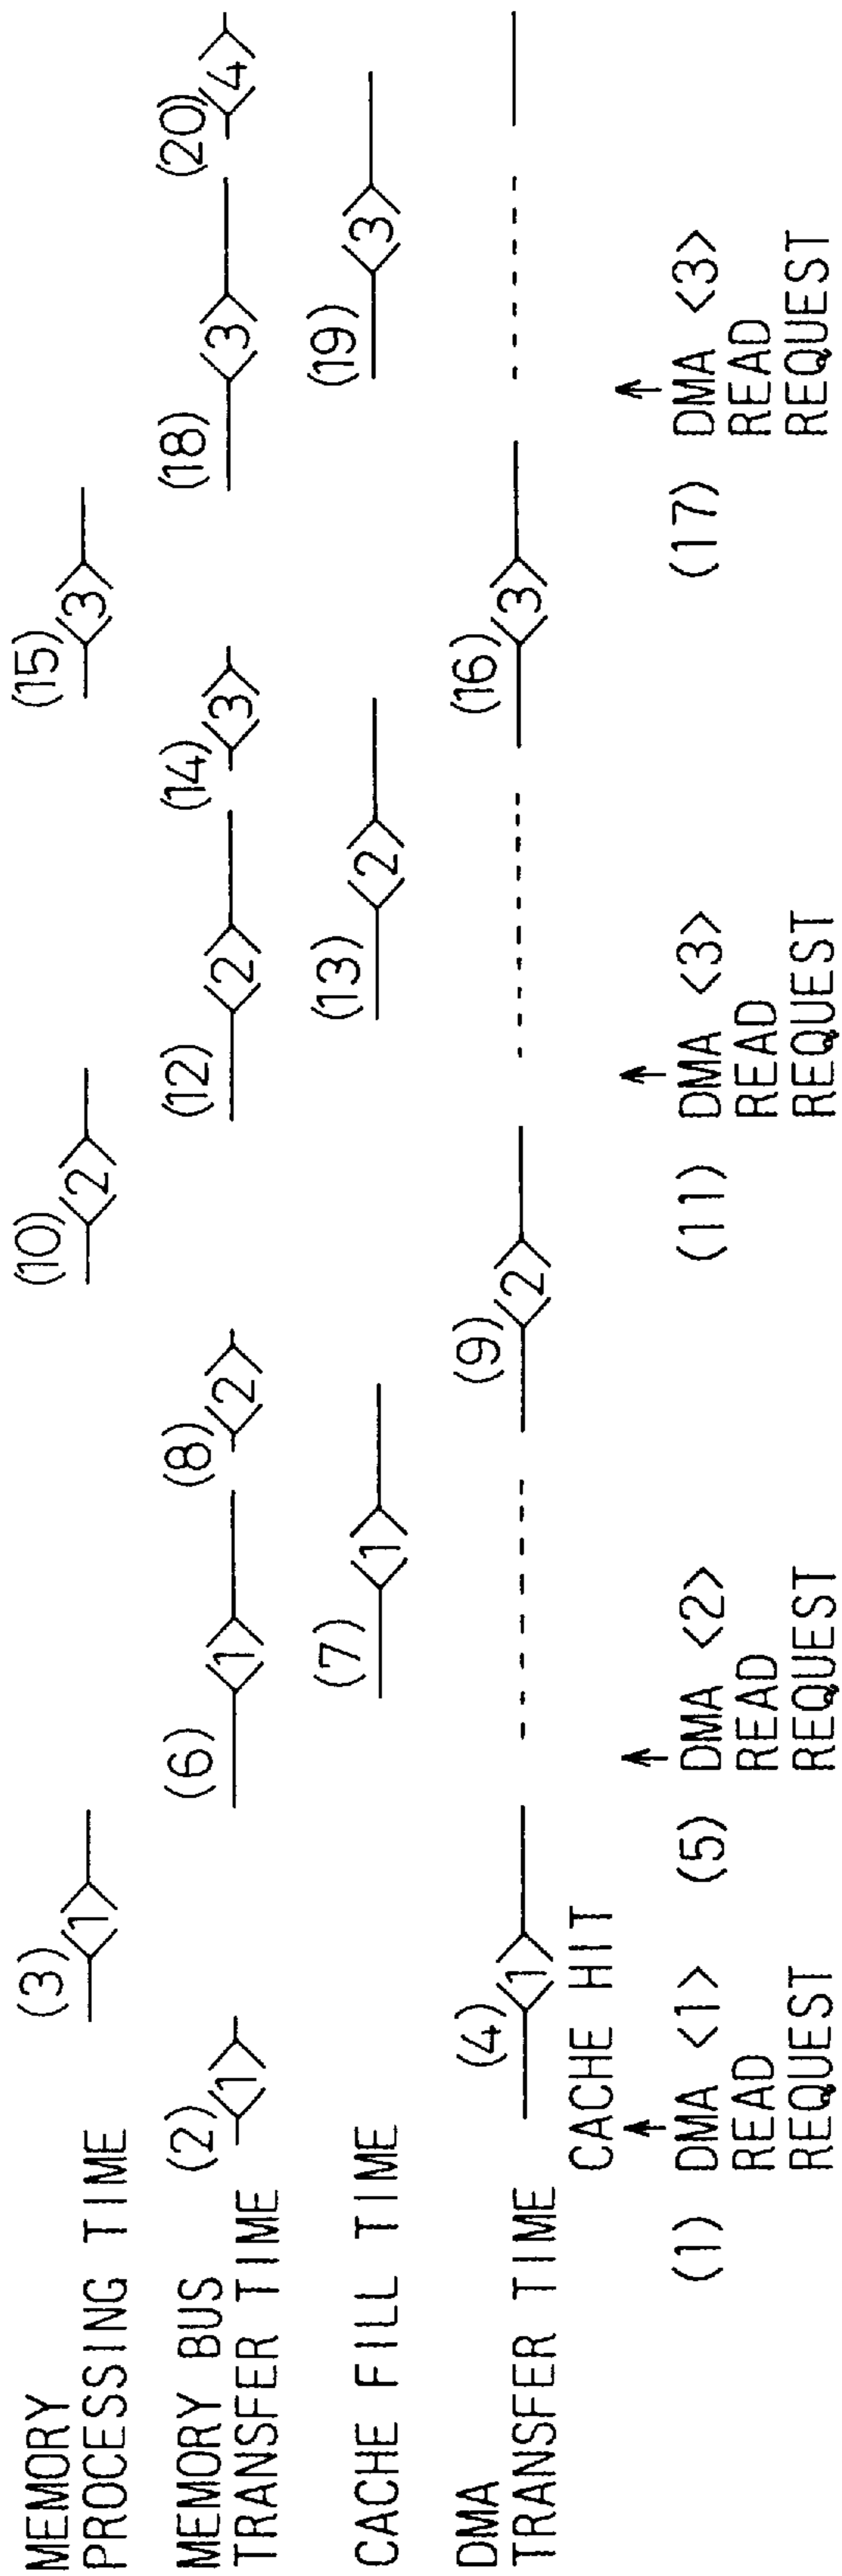 MEMORY
PROCESSING TIME
(3) <1>
(10) <2>
(15) <3>
MEMORY BUS
TRANSFER TIME
(2) <1>
(6) <1>
(8) <2>
(12) <2>
(14) <3>
(18) <3>
(20) <4>
CACHE FILL TIME
(7) <1>
(13) <2>
(19) <3>
DMA
TRANSFER TIME
(4) <1>
(9) <2>
(16) <3>
CACHE HIT
(1) DMA <1>
READ
REQUEST
(5) DMA <2>
READ
REQUEST
(11) DMA <3>
READ
REQUEST
(17) DMA <3>
READ
REQUEST